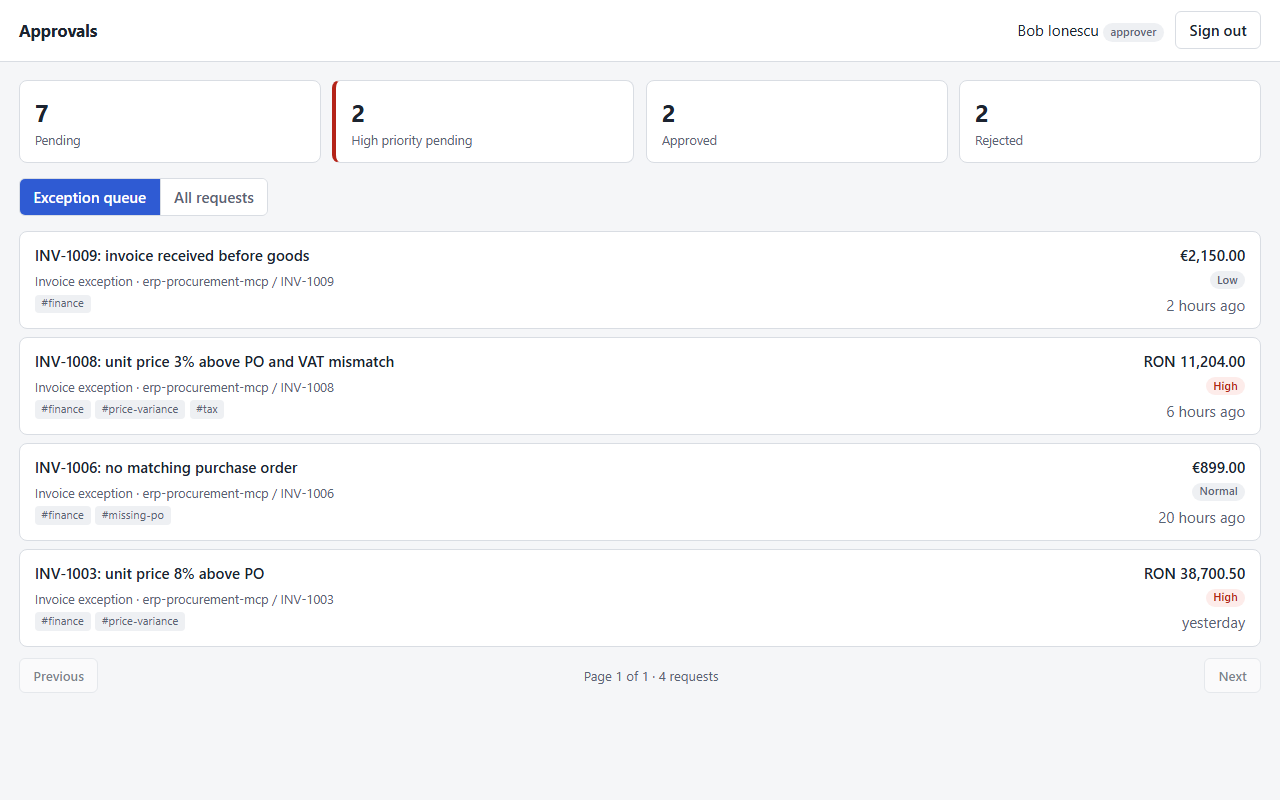 Approvals
Bob Ionescu approver Sign out
7
Pending
2
High priority pending
2
Approved
2
Rejected
Exception queue All requests
INV-1009: invoice received before goods
Invoice exception · erp-procurement-mcp / INV-1009
#finance
€2,150.00
Low
2 hours ago
INV-1008: unit price 3% above PO and VAT mismatch
Invoice exception · erp-procurement-mcp / INV-1008
#finance #price-variance #tax
RON 11,204.00
High
6 hours ago
INV-1006: no matching purchase order
Invoice exception · erp-procurement-mcp / INV-1006
#finance #missing-po
€899.00
Normal
20 hours ago
INV-1003: unit price 8% above PO
Invoice exception · erp-procurement-mcp / INV-1003
#finance #price-variance
RON 38,700.50
High
yesterday
Previous Page 1 of 1 · 4 requests Next